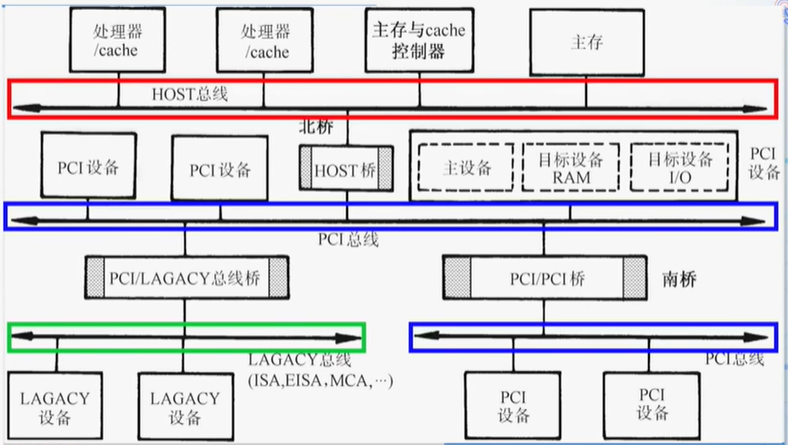 处理器
/cache
处理器
/cache
主存与cache
控制器
主存
HOST总线
北桥
PCI设备
PCI设备
HOST桥
主设备
目标设备
RAM
目标设备
I/O
PCI
设备
PCI总线
PCI/LAGACY总线桥
PCI/PCI桥
南桥
LAGACY总线
(ISA,EISA,MCA,…)
PCI总线
LAGACY
设备
LAGACY
设备
PCI
设备
PCI
设备